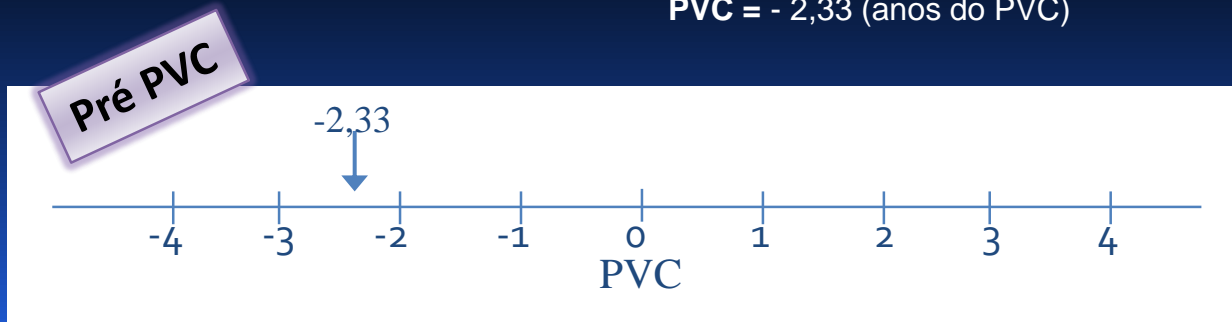 PVC = - 2,33 (anos do PVC)
Pré PVC
-2,33
-4 -3 -2 -1 0 1 2 3 4
PVC